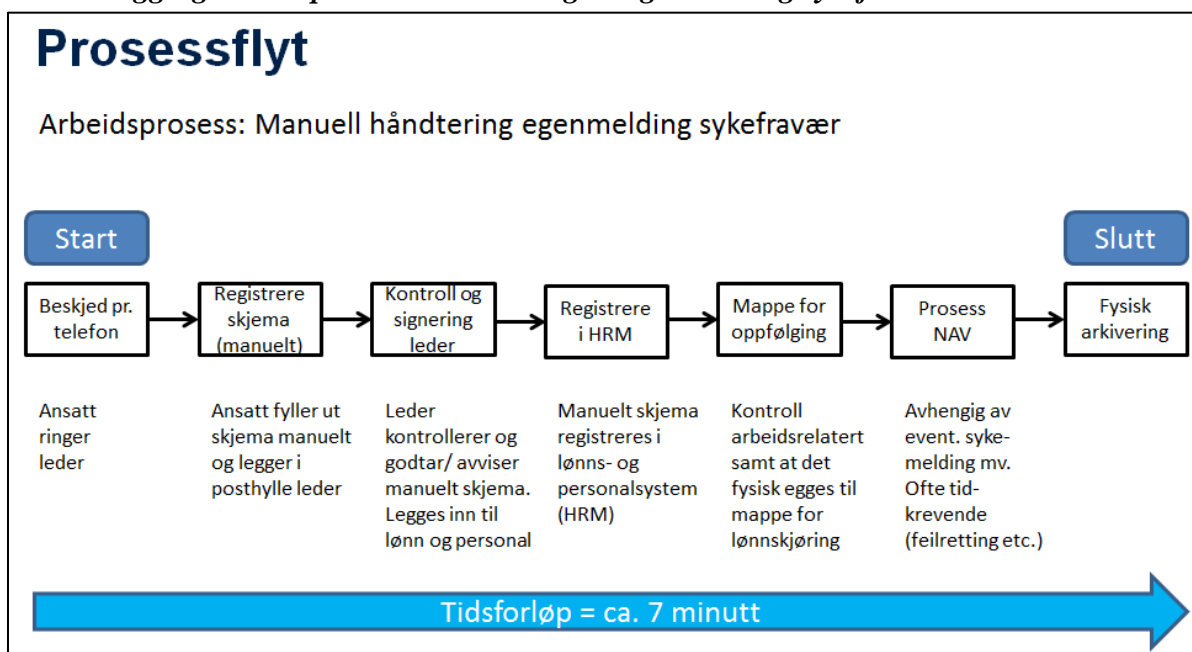 Prosessflyt
Arbeidsprosess: Manuell håndtering egenmelding sykefravær
Start
Slutt
Beskjed pr.
telefon
Registrere
skjema
(manuelt)
Kontroll og
signering
leder
Registrere
i HRM
Mappe for
oppfølging
Prosess
NAV
Fysisk
arkivering
Ansatt
ringer
leder
Ansatt fyller ut
skjema manuelt
og legger i
posthylle leder
Leder
kontrollerer og
godtar/ avviser
manuelt skjema.
Legges inn til
lønn og personal
Manuelt skjema
registreres i
lønns- og
personalsystem
(HRM)
Kontroll
arbeidsrelatert
samt at det
fysisk egges til
mappe for
lønnskjøring
Avhengig av
event. syke-
melding mv.
Ofte tid-
krevende
(feilretting etc.)
Tidsforløp = ca. 7 minutt